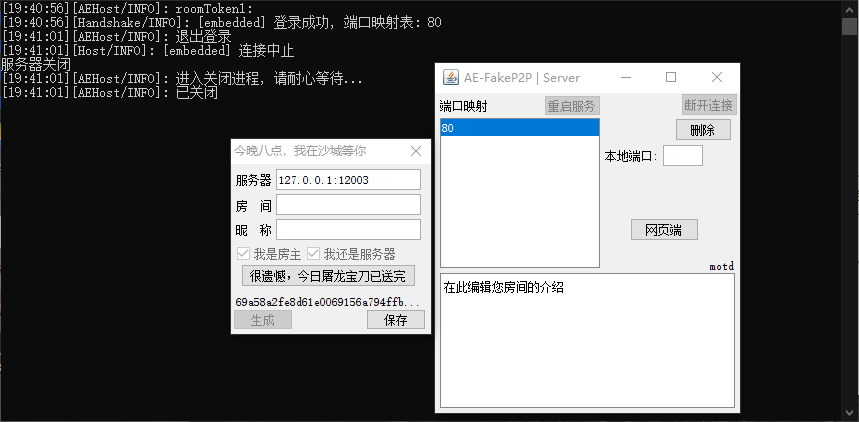 [19:40:56][AEHost/INFO]: roomToken1:
[19:40:56][Handshake/INFO]: [embedded] 登录成功, 端口映射表: 80
[19:41:01][AEHost/INFO]: 退出登录
[19:41:01][Host/INFO]: [embedded] 连接中止
服务器关闭
[19:41:01][AEHost/INFO]: 进入关闭进程, 请耐心等待...
[19:41:01][AEHost/INFO]: 已关闭
今晚八点，我在沙城等你
服务器 127.0.0.1:12003
房 间
昵 称
我是房主 我还是服务器
很遗憾，今日屠龙宝刀已送完
69a58a2fe8d61e0069156a794ffb...
生成 保存
AE-FakeP2P | Server
端口映射 重启服务 断开连接
80
删除
本地端口:
网页端
motd
在此编辑您房间的介绍